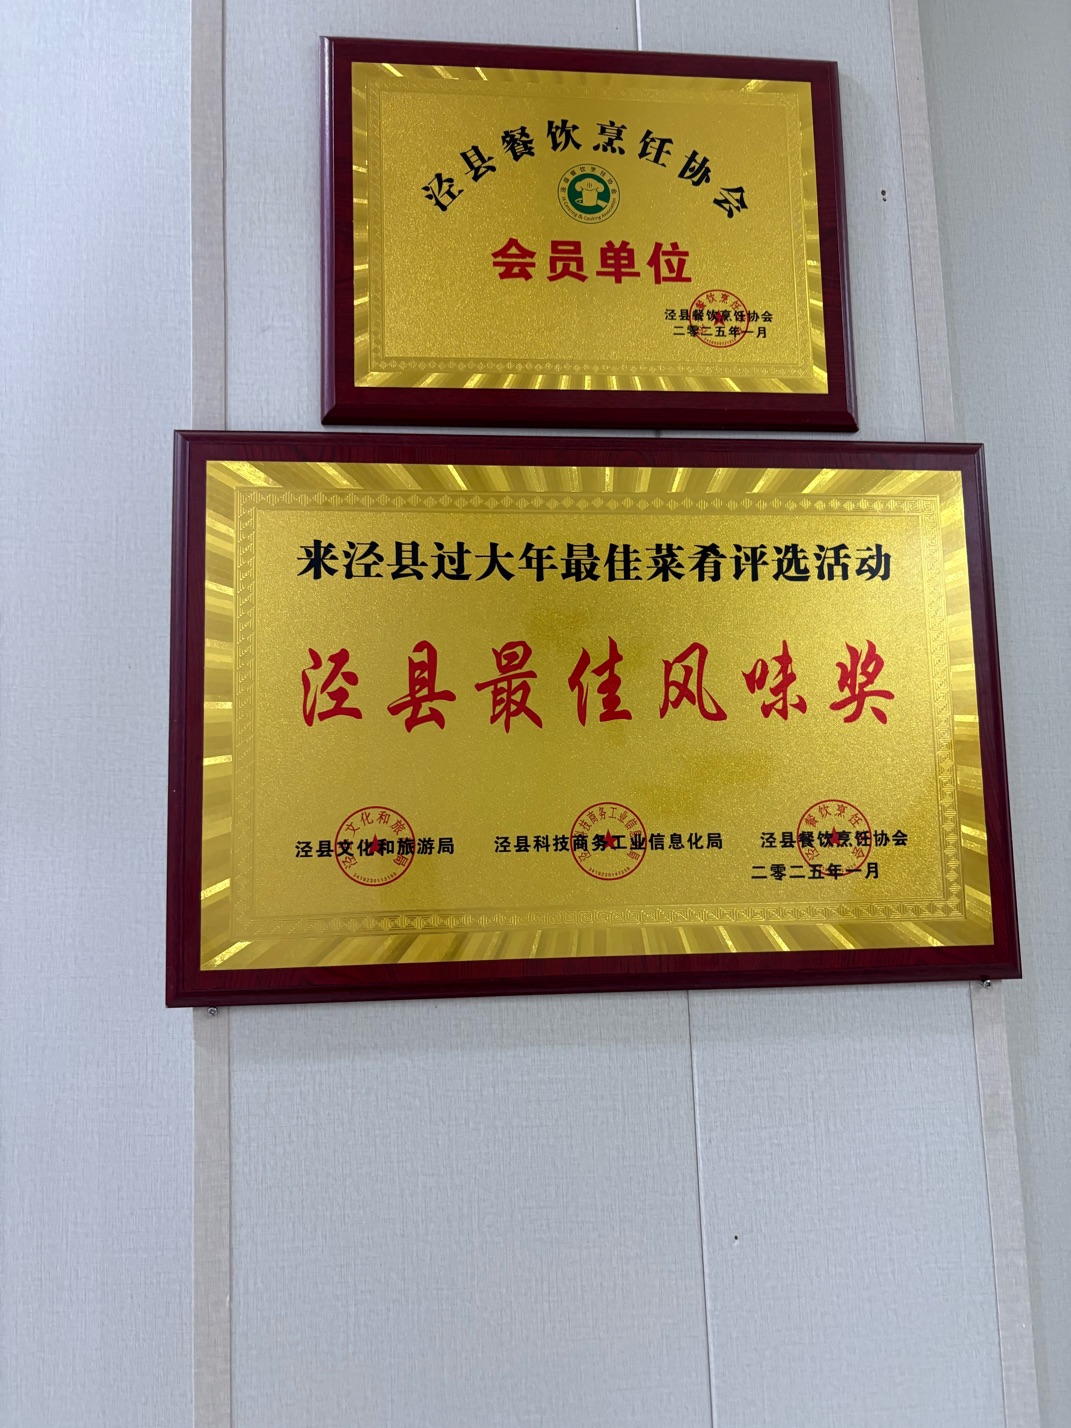 泾县餐饮烹饪协会
会员单位
泾县餐饮烹饪协会
二零二五年一月
来泾县过大年最佳菜肴评选活动
泾县最佳风味奖
泾县文化和旅游局
泾县科技商务工业信息化局
泾县餐饮烹饪协会
二零二五年一月